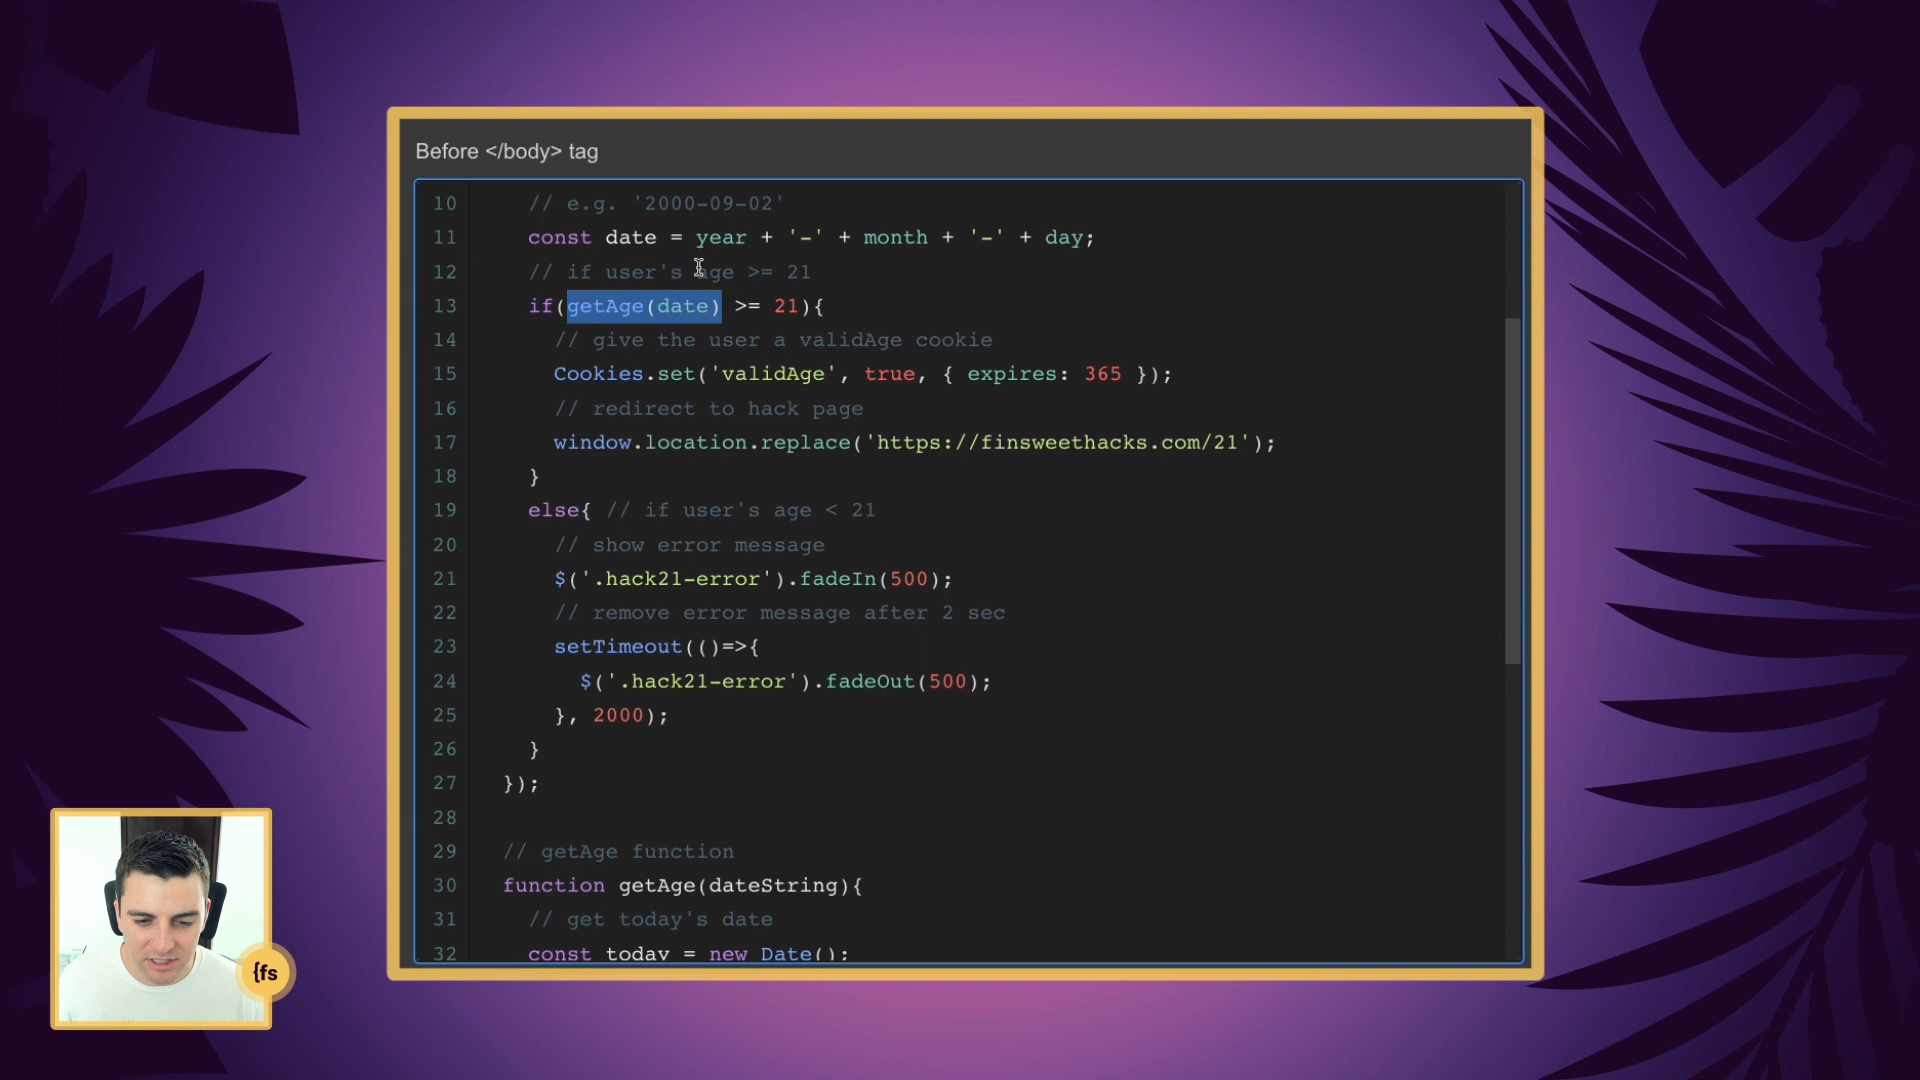 Before </body> tag
10 // e.g. '2000-09-02'
11 const date = year + '-' + month + '-' + day;
12 // if user's age >= 21
13 if(getAge(date) >= 21){
14 // give the user a validAge cookie
15 Cookies.set('validAge', true, { expires: 365 });
16 // redirect to hack page
17 window.location.replace('https://finsweethacks.com/21');
18 }
19 else{ // if user's age < 21
20 // show error message
21 $('.hack21-error').fadeIn(500);
22 // remove error message after 2 sec
23 setTimeout(()=>{
24 $('.hack21-error').fadeOut(500);
25 }, 2000);
26 }
27 });
28
29 // getAge function
30 function getAge(dateString){
31 // get today's date
32 const today = new Date();
{fs